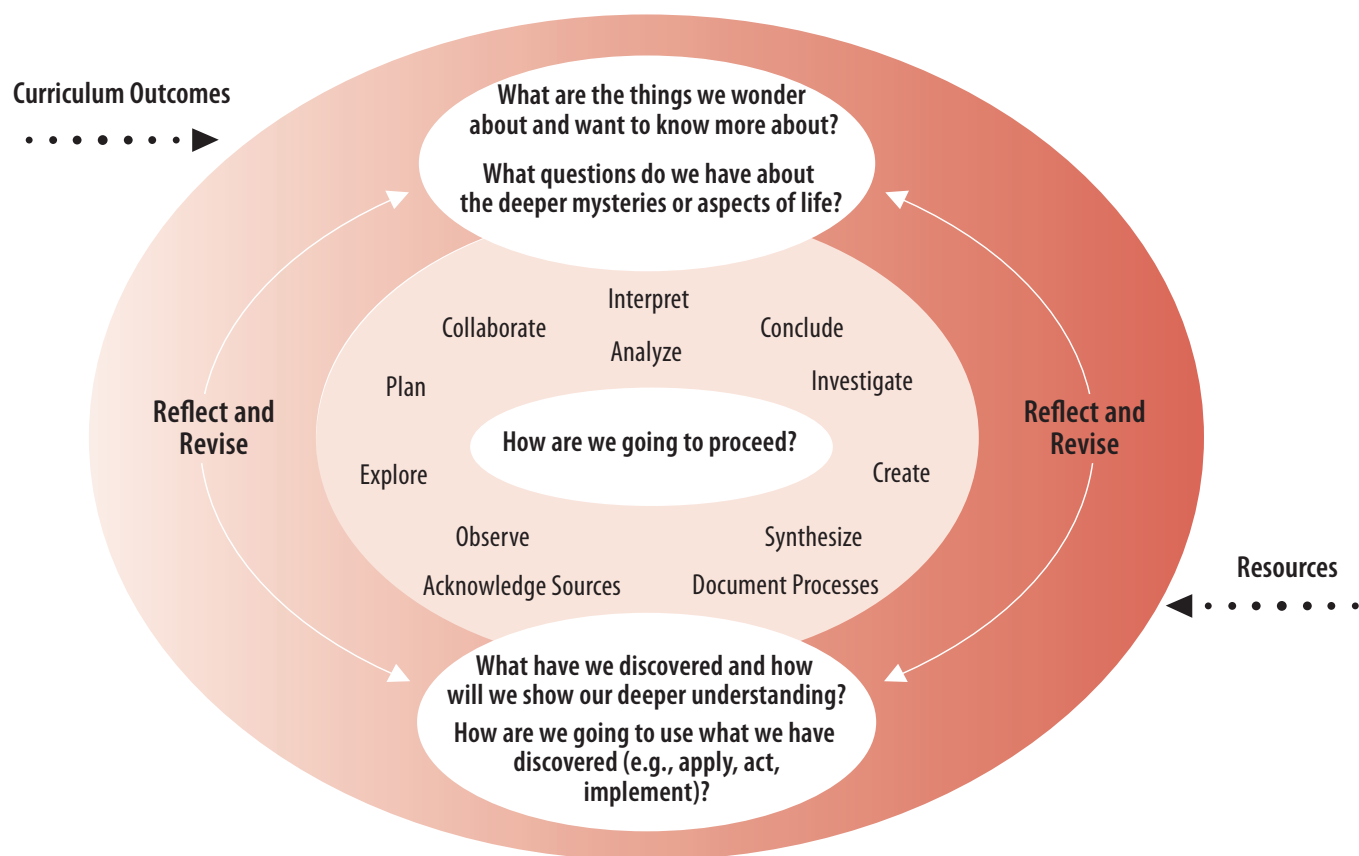 Curriculum Outcomes
What are the things we wonder
about and want to know more about?
What questions do we have about
the deeper mysteries or aspects of life?
Interpret
Collaborate
Conclude
Analyze
Plan
Investigate
Reflect and
Revise
How are we going to proceed?
Reflect and
Revise
Explore
Create
Observe
Synthesize
Acknowledge Sources
Document Processes
Resources
What have we discovered and how
will we show our deeper understanding?
How are we going to use what we have
discovered (e.g., apply, act,
implement)?